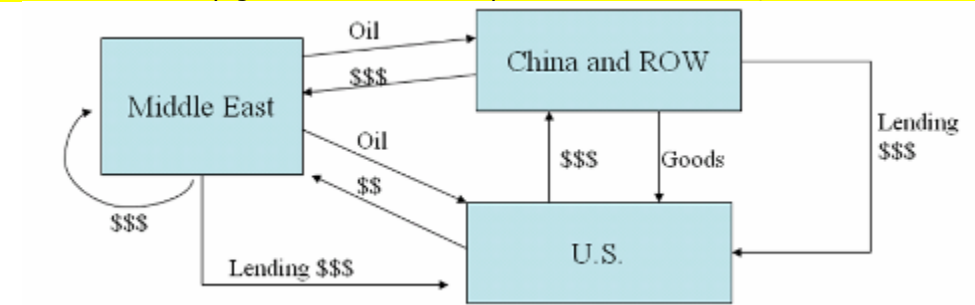 Oil
China and ROW
$$$
Middle East
Lending
$$$
Oil
$$$
Goods
$$
$$$
U.S.
Lending $$$